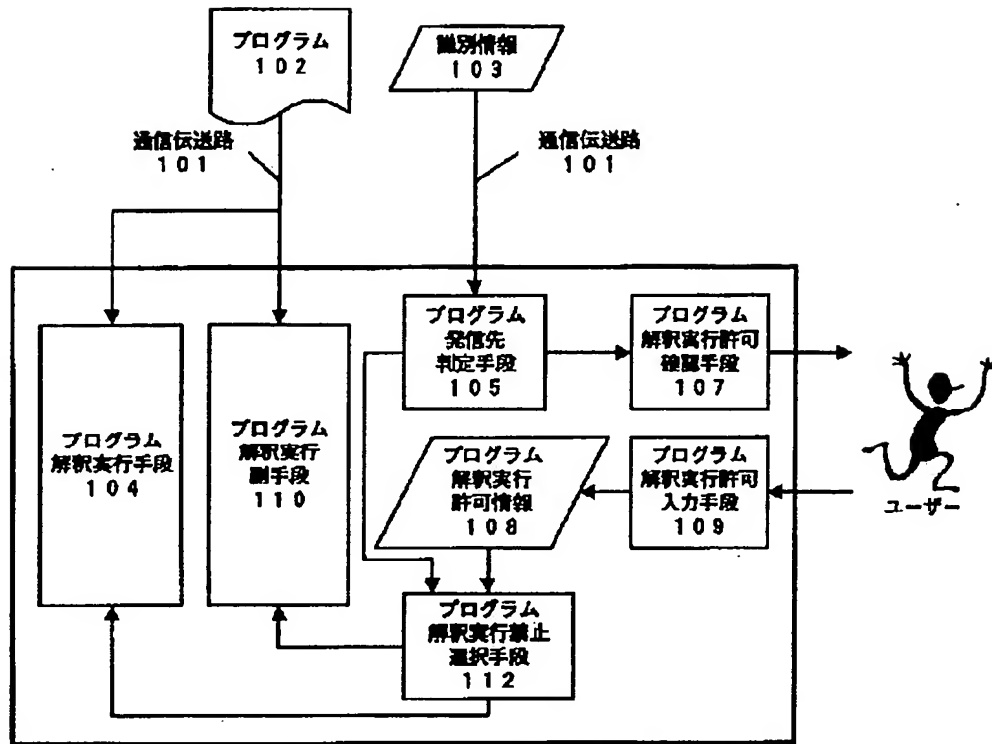 プログラム
102
識別情報
103
通信伝送路
101
通信伝送路
101
プログラム
発信先
判定手段
105
プログラム
解釈実行許可
確認手段
107
プログラム
解釈実行手段
104
プログラム
解釈実行
副手段
110
プログラム
解釈実行
許可情報
108
プログラム
解釈実行許可
入力手段
109
ユーザー
プログラム
解釈実行禁止
選択手段
112